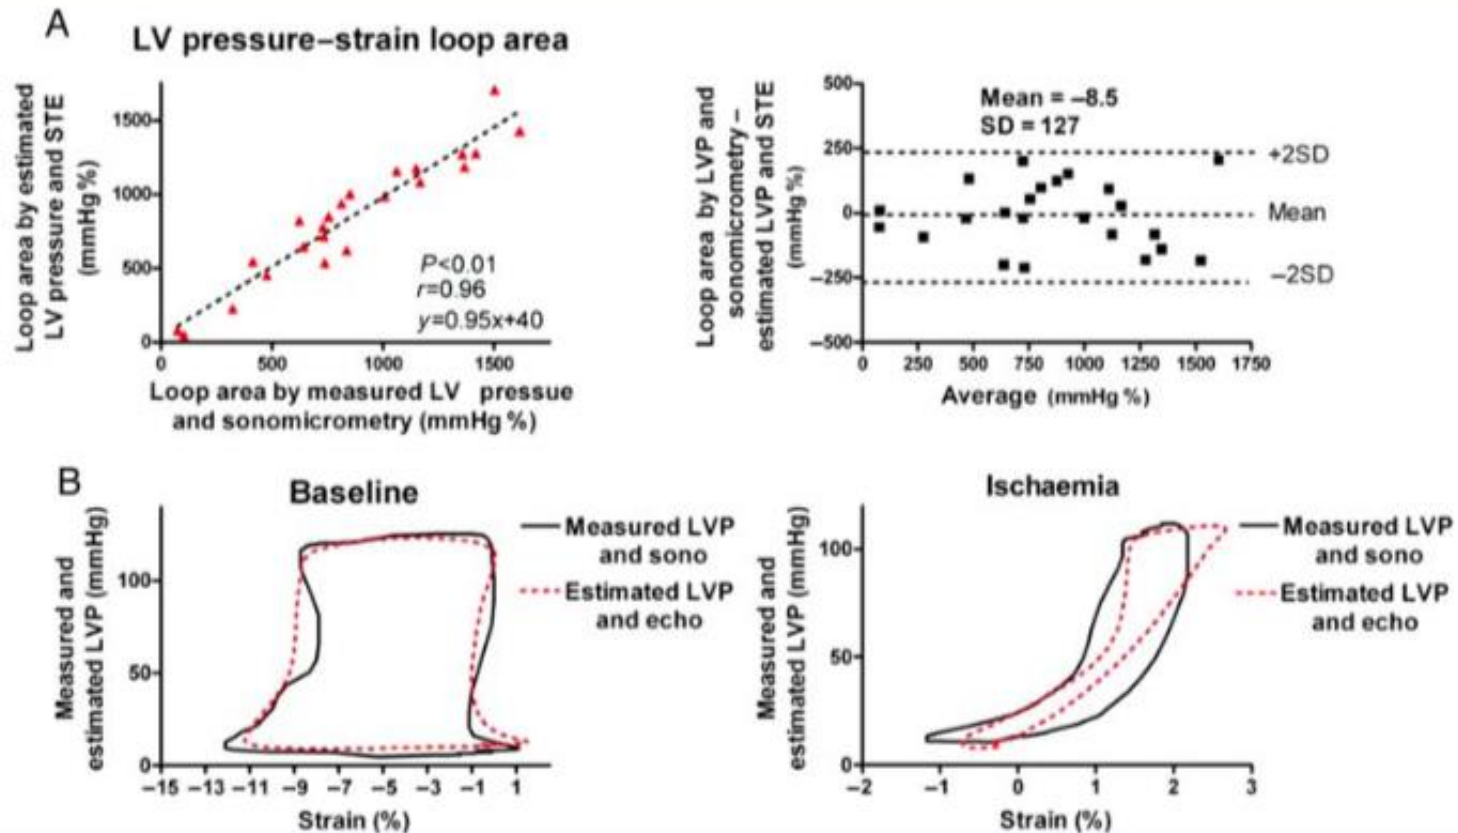 A
LV pressure–strain loop area
Loop area by estimated
LV pressure and STE
(mmHg%)
1500
1000
500
0
P<0.01
r=0.96
y=0.95x+40
0 500 1000 1500
Loop area by measured LV pressue
and sonomicrometry (mmHg %)
Loop area by LVP and
sonomicrometry –
estimated LVP and STE
(mmHg %)
500
250
0
–250
–500
Mean = –8.5
SD = 127
+2SD
Mean
–2SD
0 250 500 750 1000 1250 1500 1750
Average (mmHg %)
B
Baseline
Measured and
estimated LVP (mmHg)
100
50
0
Measured LVP
and sono
Estimated LVP
and echo
–15 –13 –11 –9 –7 –5 –3 –1 1
Strain (%)
Ischaemia
Measured and
estimated LVP (mmHg)
100
50
0
Measured LVP
and sono
Estimated LVP
and echo
–2 –1 0 1 2 3
Strain (%)